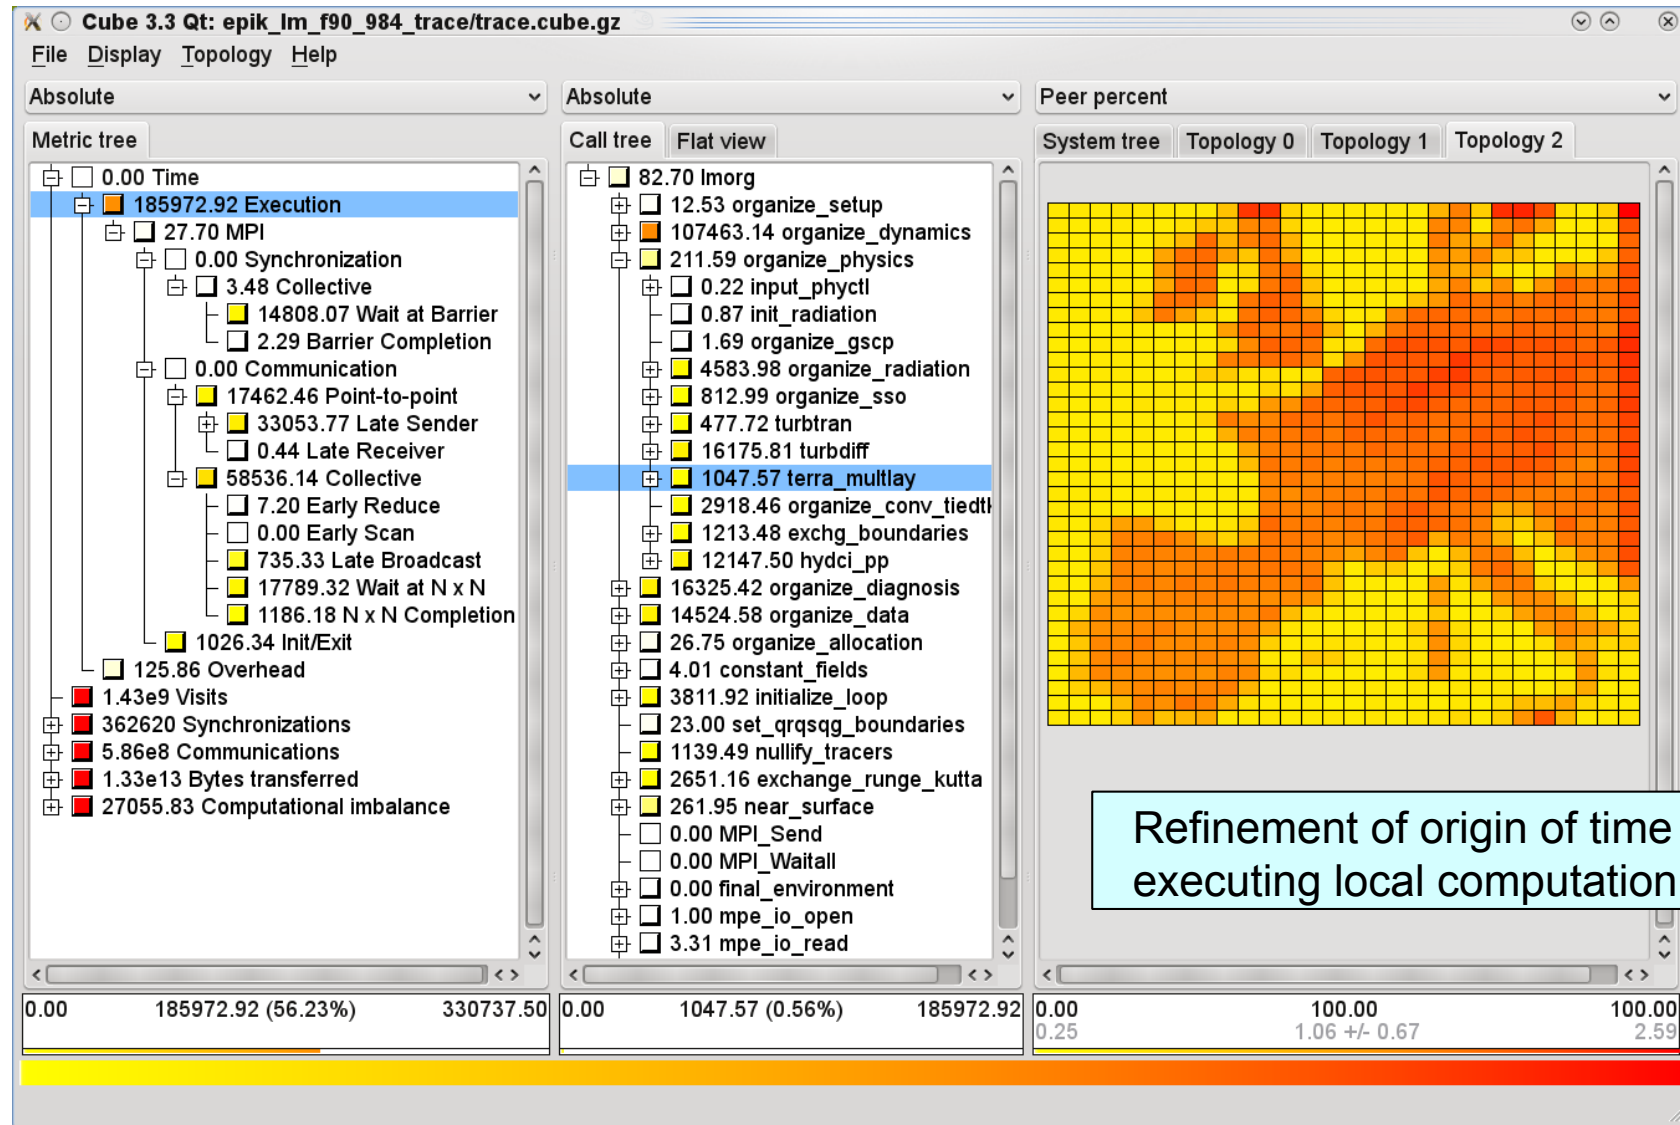 Cube 3.3 Qt: epik_lm_f90_984_trace/trace.cube.gz
File Display Topology Help
Absolute
Absolute
Peer percent
Metric tree
Call tree
Flat view
System tree
Topology 0
Topology 1
Topology 2
0.00 Time
185972.92 Execution
27.70 MPI
0.00 Synchronization
3.48 Collective
14808.07 Wait at Barrier
2.29 Barrier Completion
0.00 Communication
17462.46 Point-to-point
33053.77 Late Sender
0.44 Late Receiver
58536.14 Collective
7.20 Early Reduce
0.00 Early Scan
735.33 Late Broadcast
17789.32 Wait at N x N
1186.18 N x N Completion
1026.34 Init/Exit
125.86 Overhead
1.43e9 Visits
362620 Synchronizations
5.86e8 Communications
1.33e13 Bytes transferred
27055.83 Computational imbalance
82.70 lmorg
12.53 organize_setup
107463.14 organize_dynamics
211.59 organize_physics
0.22 input_phyctl
0.87 init_radiation
1.69 organize_gscp
4583.98 organize_radiation
812.99 organize_sso
477.72 turbtran
16175.81 turbdiff
1047.57 terra_multlay
2918.46 organize_conv_tiedt
1213.48 exchg_boundaries
12147.50 hydci_pp
16325.42 organize_diagnosis
14524.58 organize_data
26.75 organize_allocation
4.01 constant_fields
3811.92 initialize_loop
23.00 set_qrqsqg_boundaries
1139.49 nullify_tracers
2651.16 exchange_runge_kutta
261.95 near_surface
0.00 MPI_Send
0.00 MPI_Waitall
0.00 final_environment
1.00 mpe_io_open
3.31 mpe_io_read
Refinement of origin of time
executing local computation
0.00 185972.92 (56.23%) 330737.50
0.00 1047.57 (0.56%) 185972.92
0.00 100.00 100.00
0.25 1.06 +/- 0.67 2.59